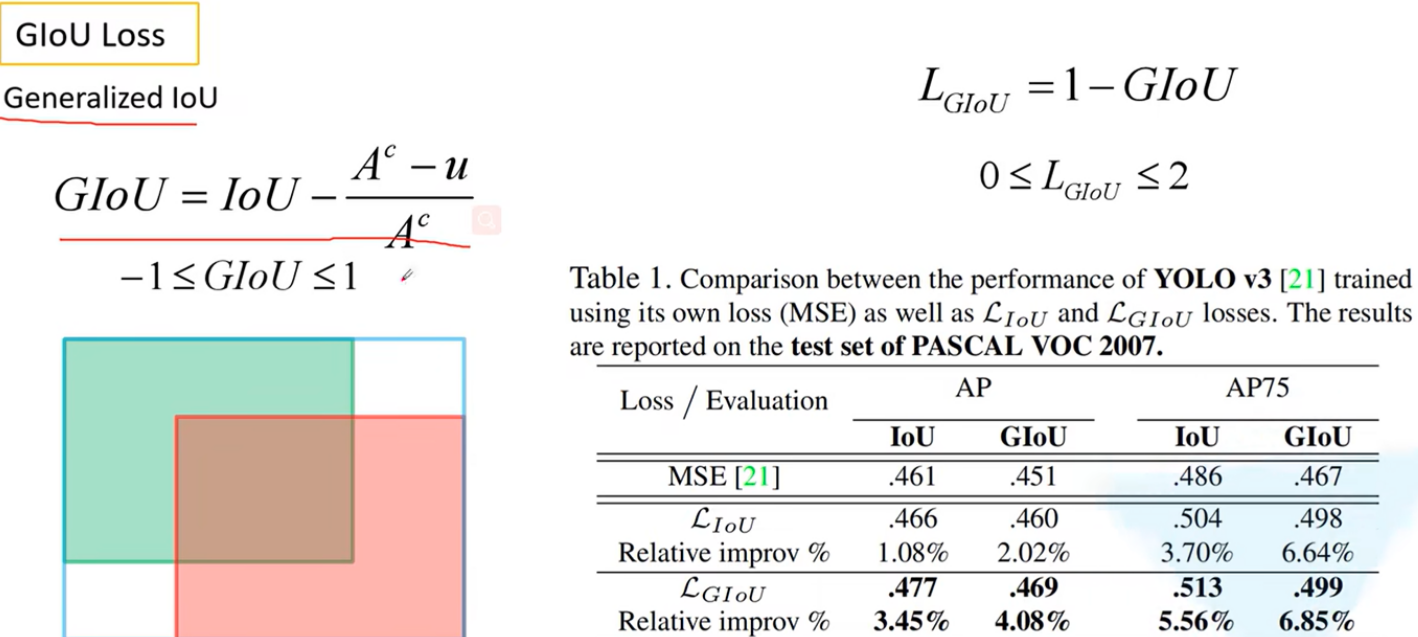 GIoU Loss
Generalized IoU
GIoU = IoU − (A^c − u) / A^c
−1 ≤ GIoU ≤ 1
L_GIoU = 1 − GIoU
0 ≤ L_GIoU ≤ 2
Table 1. Comparison between the performance of YOLO v3 [21] trained
using its own loss (MSE) as well as ℒ_IoU and ℒ_GIoU losses. The results
are reported on the test set of PASCAL VOC 2007.
Loss / Evaluation AP AP75
IoU GIoU IoU GIoU
MSE [21] .461 .451 .486 .467
ℒ_IoU .466 .460 .504 .498
Relative improv % 1.08% 2.02% 3.70% 6.64%
ℒ_GIoU .477 .469 .513 .499
Relative improv % 3.45% 4.08% 5.56% 6.85%